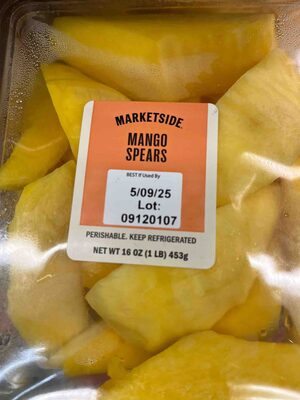 MARKETSIDE
MANGO
SPEARS
BEST If Used By
5/09/25
Lot:
09120107
PERISHABLE. KEEP REFRIGERATED
NET WT 16 OZ (1 LB) 453g